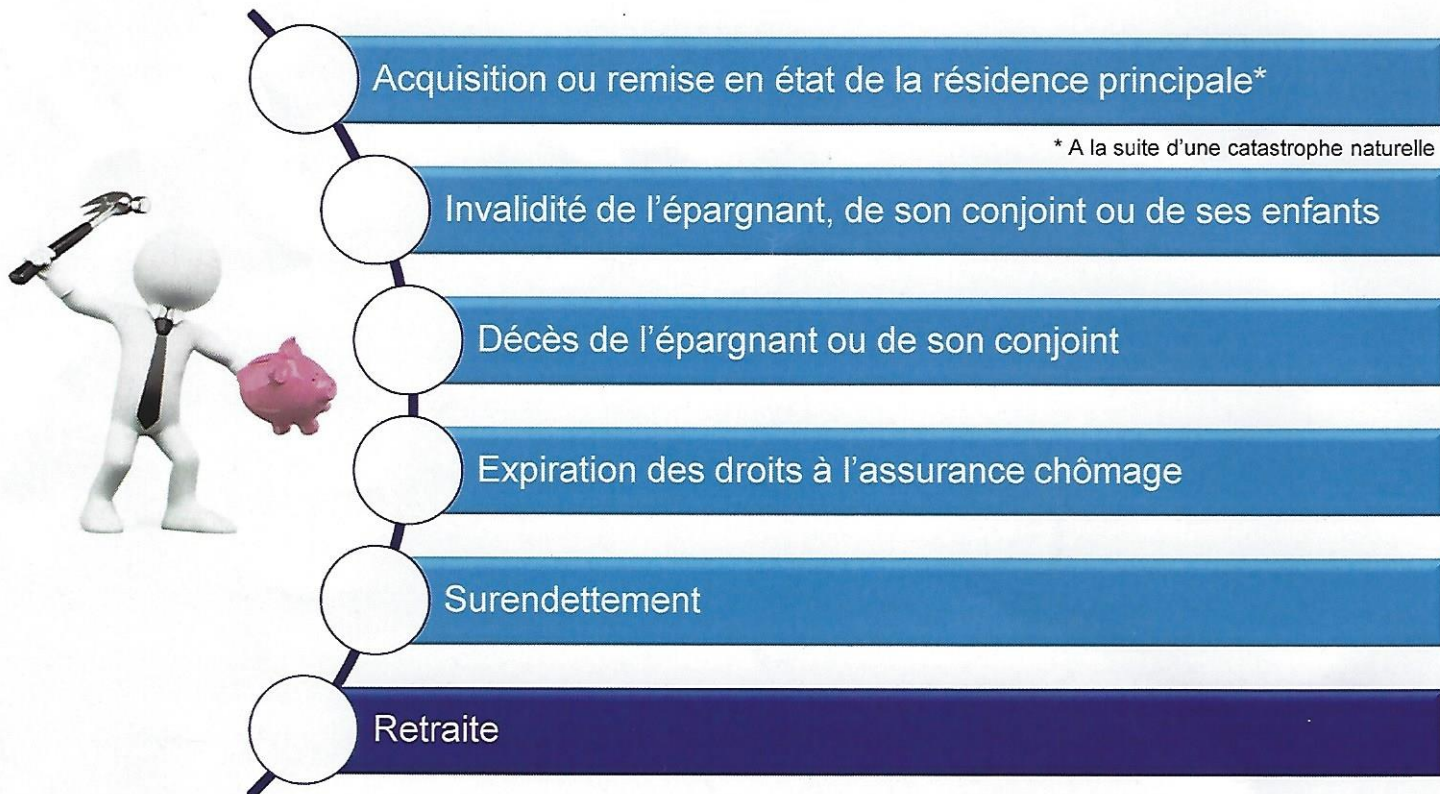 Acquisition ou remise en état de la résidence principale*
* A la suite d'une catastrophe naturelle
Invalidité de l'épargnant, de son conjoint ou de ses enfants
Décès de l'épargnant ou de son conjoint
Expiration des droits à l'assurance chômage
Surendettement
Retraite